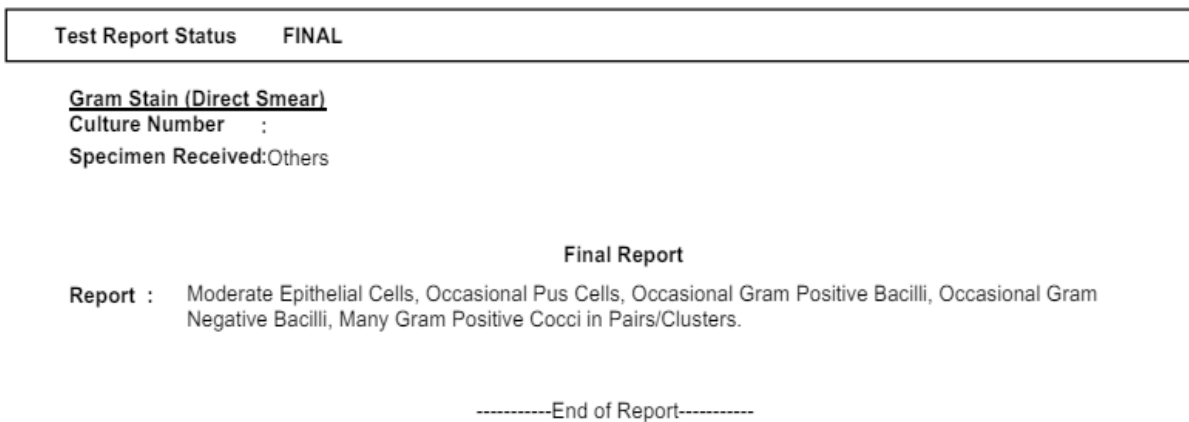 Test Report Status FINAL
Gram Stain (Direct Smear)
Culture Number :
Specimen Received:Others
Final Report
Report : Moderate Epithelial Cells, Occasional Pus Cells, Occasional Gram Positive Bacilli, Occasional Gram
Negative Bacilli, Many Gram Positive Cocci in Pairs/Clusters.
-----------End of Report-----------